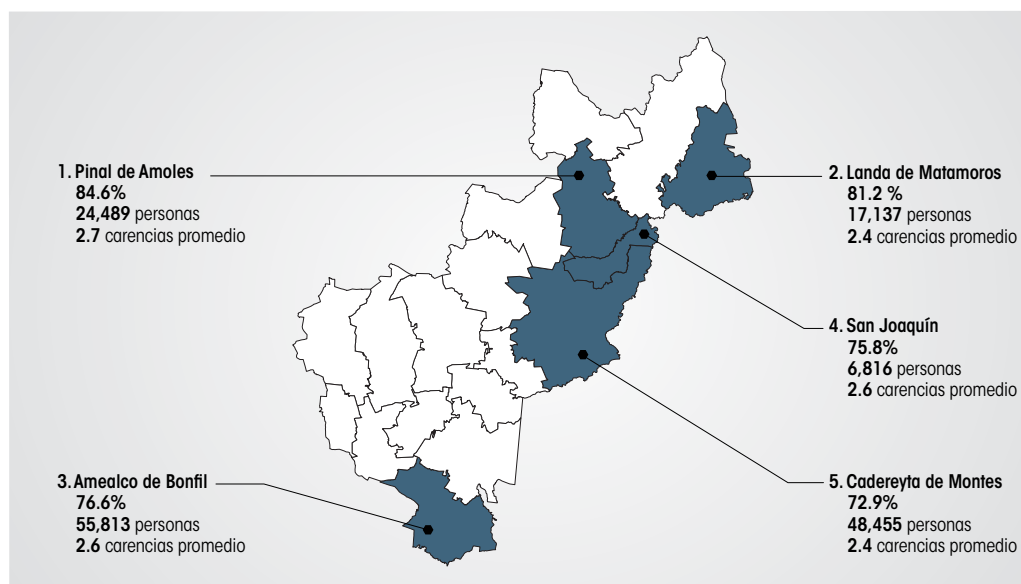 1. Pinal de Amoles
84.6%
24,489 personas
2.7 carencias promedio
2. Landa de Matamoros
81.2 %
17,137 personas
2.4 carencias promedio
4. San Joaquín
75.8%
6,816 personas
2.6 carencias promedio
3. Amealco de Bonfil
76.6%
55,813 personas
2.6 carencias promedio
5. Cadereyta de Montes
72.9%
48,455 personas
2.4 carencias promedio